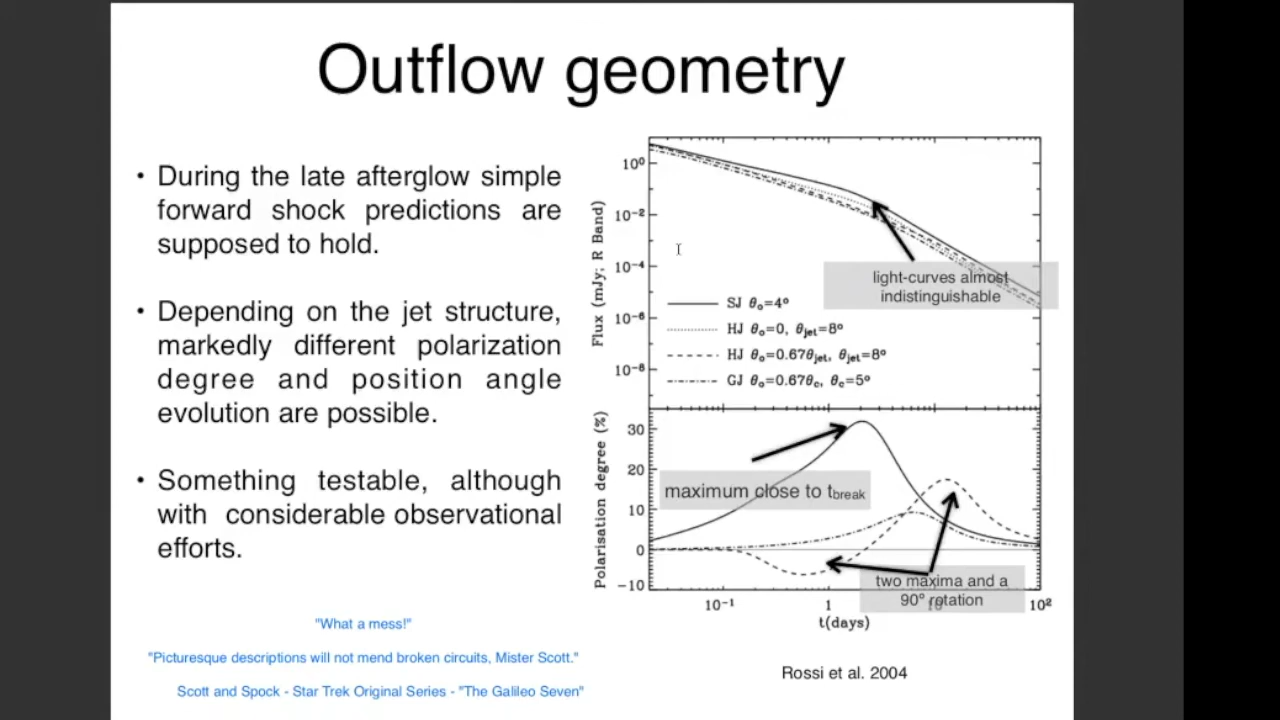 Outflow geometry
• During the late afterglow simple
forward shock predictions are
supposed to hold.
• Depending on the jet structure,
markedly different polarization
degree and position angle
evolution are possible.
• Something testable, although
with considerable observational
efforts.
"What a mess!"
"Picturesque descriptions will not mend broken circuits, Mister Scott."
Scott and Spock - Star Trek Original Series - "The Galileo Seven"
Flux (mJy; R Band)
10⁰
10⁻²
10⁻⁴
10⁻⁶
10⁻⁸
light-curves almost
indistinguishable
SJ θₒ=4°
HJ θₒ=0, θjet=8°
HJ θₒ=0.67θjet, θjet=8°
GJ θₒ=0.67θc, θc=5°
Polarisation degree (%)
30
20
10
0
−10
maximum close to tbreak
two maxima and a
90° rotation
10⁻¹ 1 10 10²
t(days)
Rossi et al. 2004